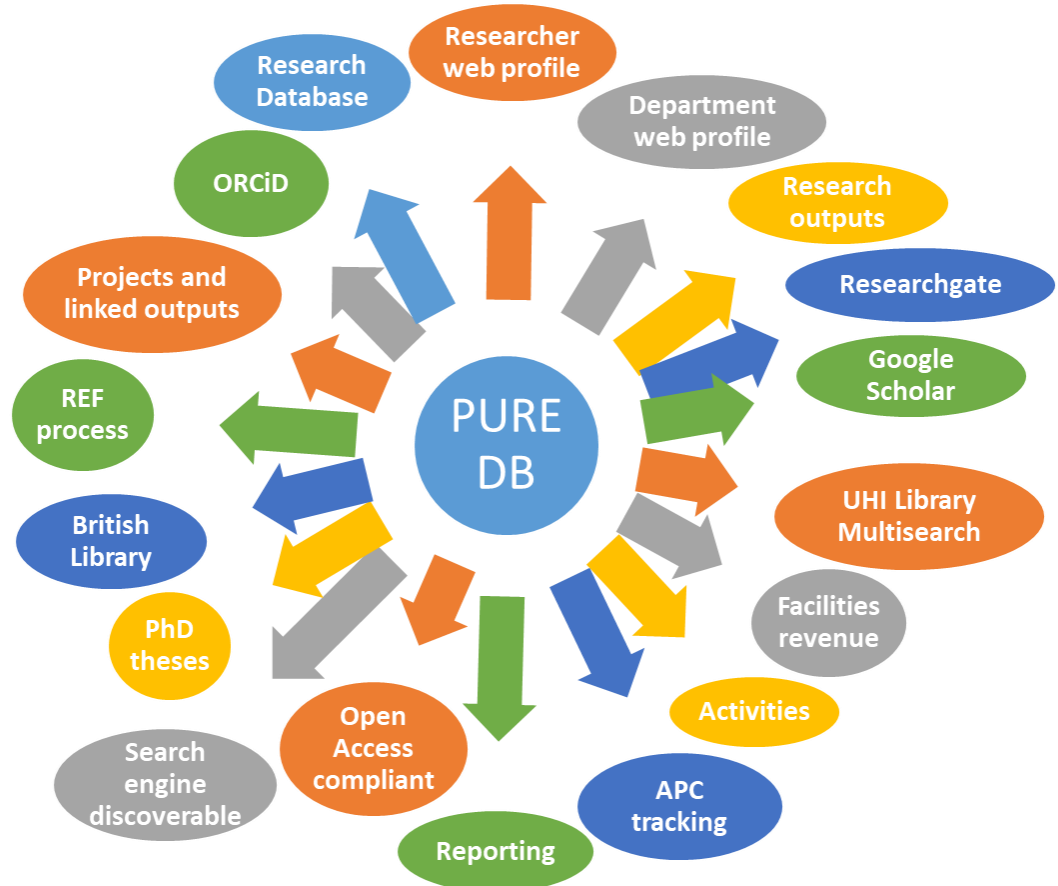 Researcher
web profile
Research
Database
Department
web profile
ORCiD
Research
outputs
Projects and
linked outputs
Researchgate
Google
Scholar
REF
process
PURE
DB
UHI Library
Multisearch
British
Library
Facilities
revenue
PhD
theses
Activities
Open
Access
compliant
Search
engine
discoverable
APC
tracking
Reporting